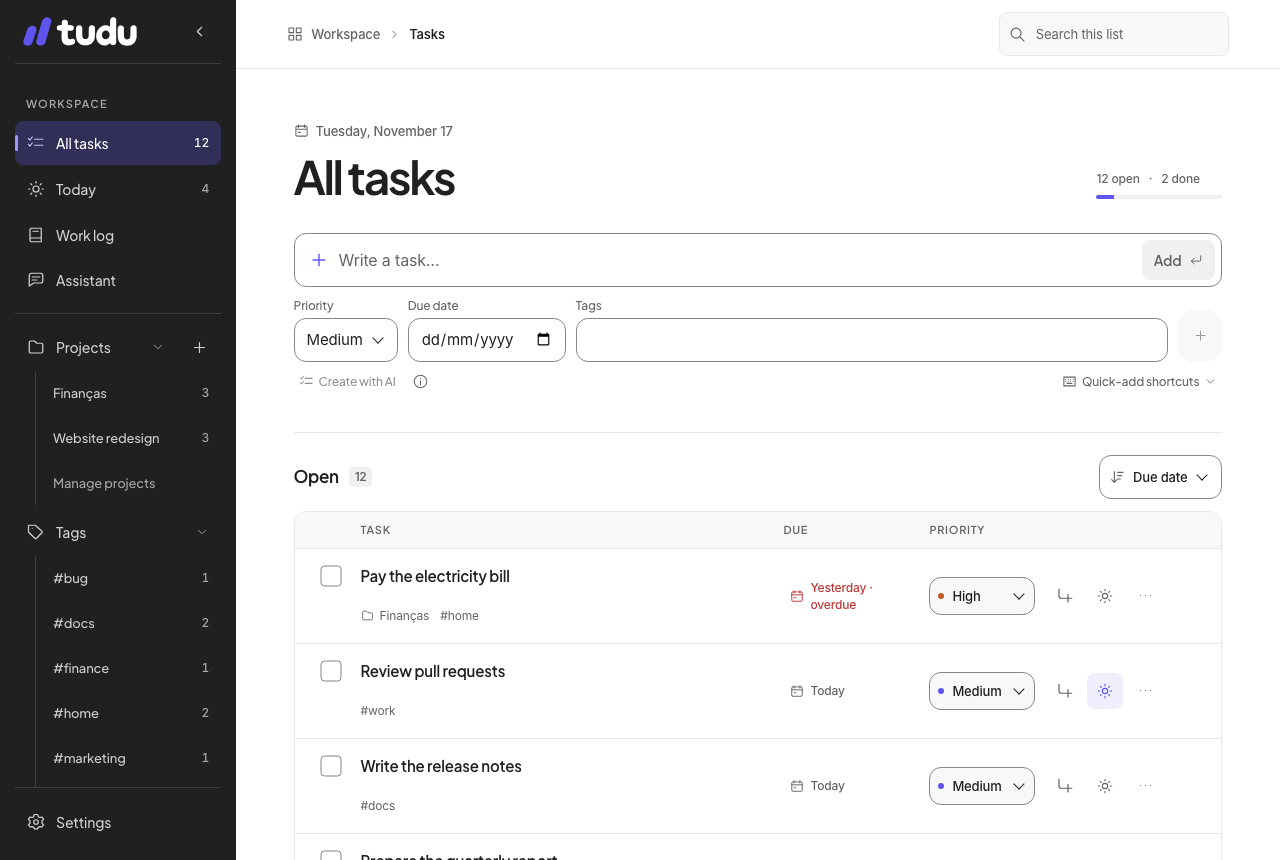 tudu
WORKSPACE
All tasks 12
Today 4
Work log
Assistant
Projects
Finanças 3
Website redesign 3
Manage projects
Tags
#bug 1
#docs 2
#finance 1
#home 2
#marketing 1
Settings
Workspace Tasks
Search this list
Tuesday, November 17
All tasks
12 open · 2 done
Write a task...
Add
Priority Due date Tags
Medium dd/mm/yyyy
Create with AI
Quick-add shortcuts
Open 12
Due date
TASK DUE PRIORITY
Pay the electricity bill
Yesterday ·
overdue
High
Finanças #home
Review pull requests
Today
Medium
#work
Write the release notes
Today
Medium
#docs
Prepare the quarterly report